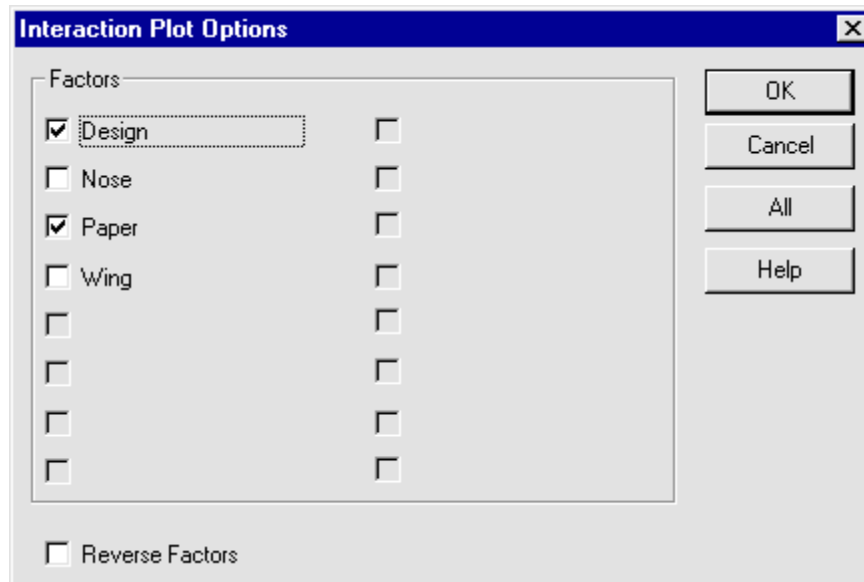 Interaction Plot Options
Factors
Design
Nose
Paper
Wing
Reverse Factors
OK
Cancel
All
Help